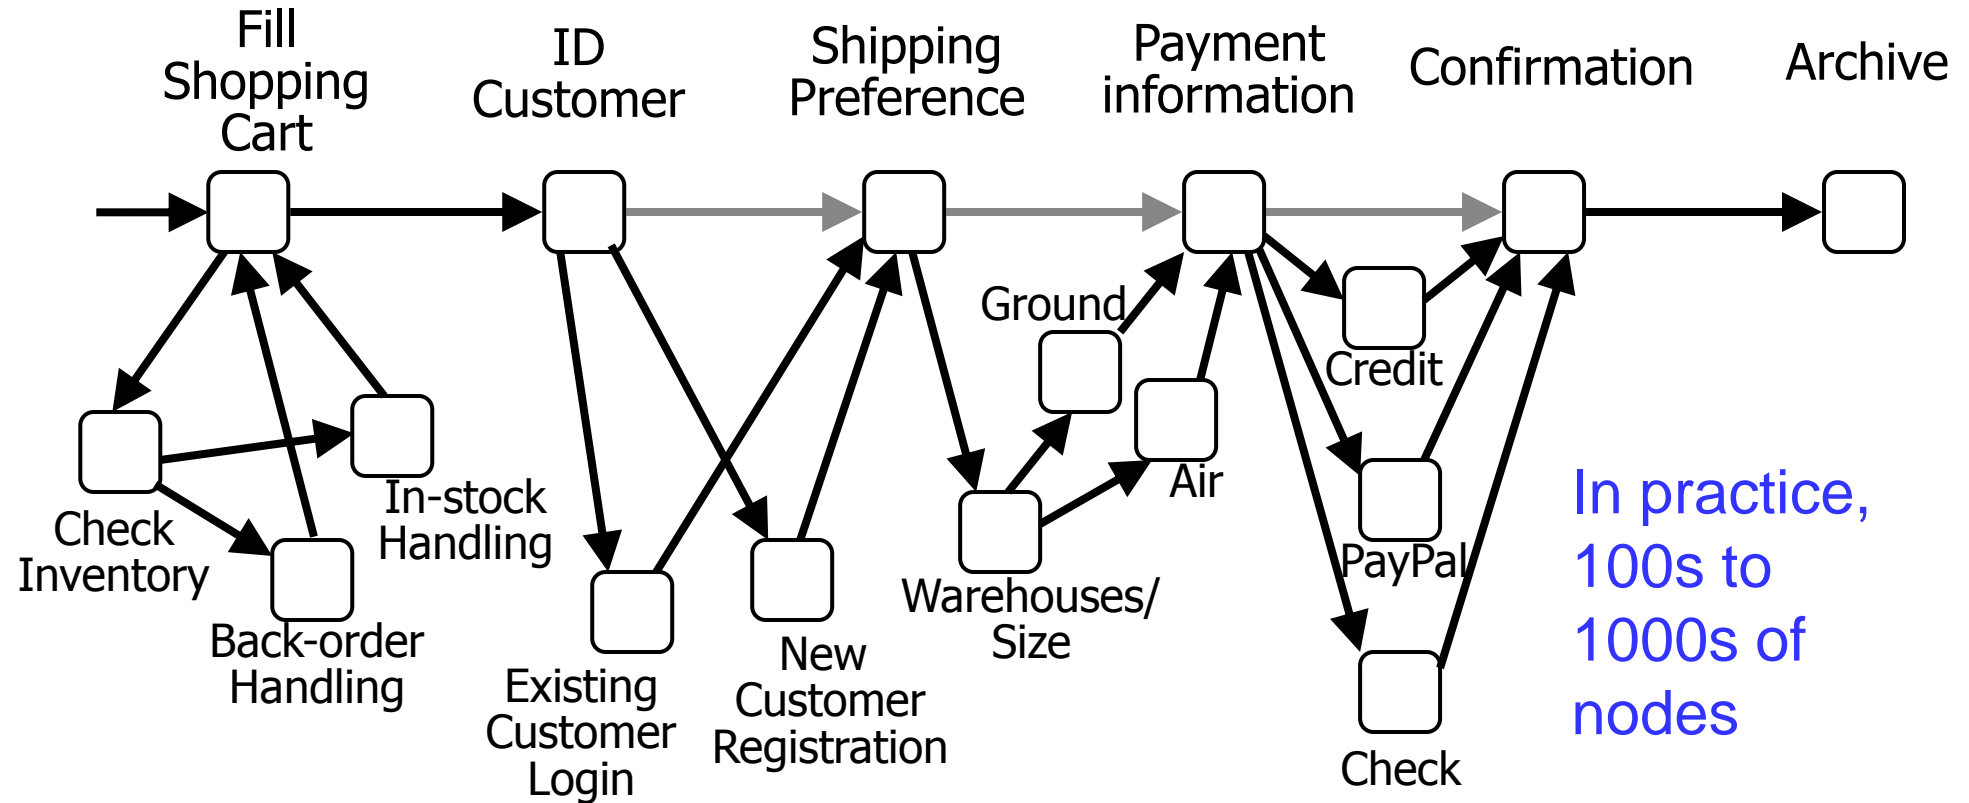 Fill
Shopping
Cart
ID
Customer
Shipping
Preference
Payment
information
Confirmation
Archive
Ground
Credit
Air
In-stock
Handling
Check
Inventory
Back-order
Handling
Existing
Customer
Login
New
Customer
Registration
Warehouses/
Size
PayPal
Check
In practice,
100s to
1000s of
nodes